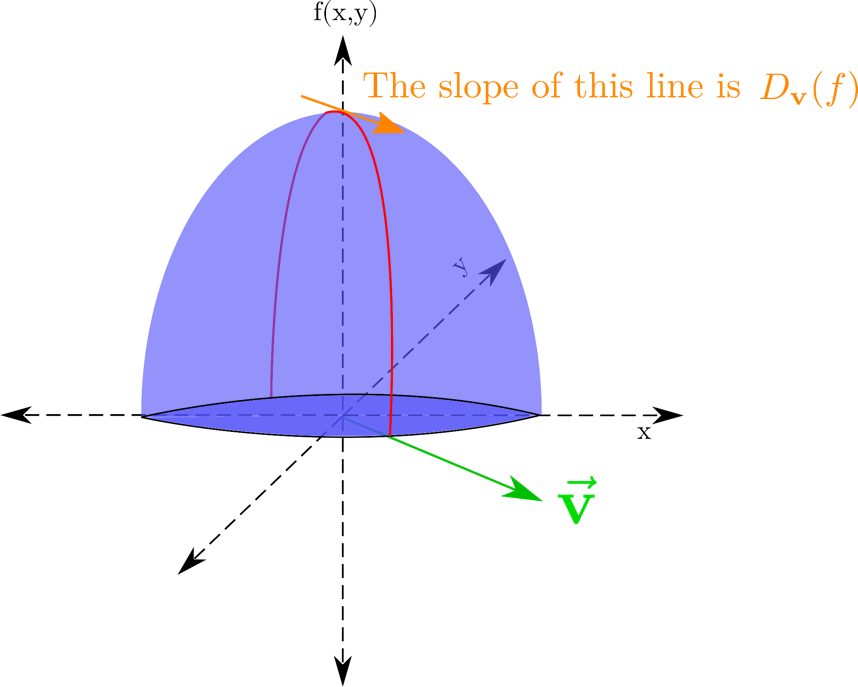 f(x,y)
The slope of this line is D_v(f)
y
x
v⃗